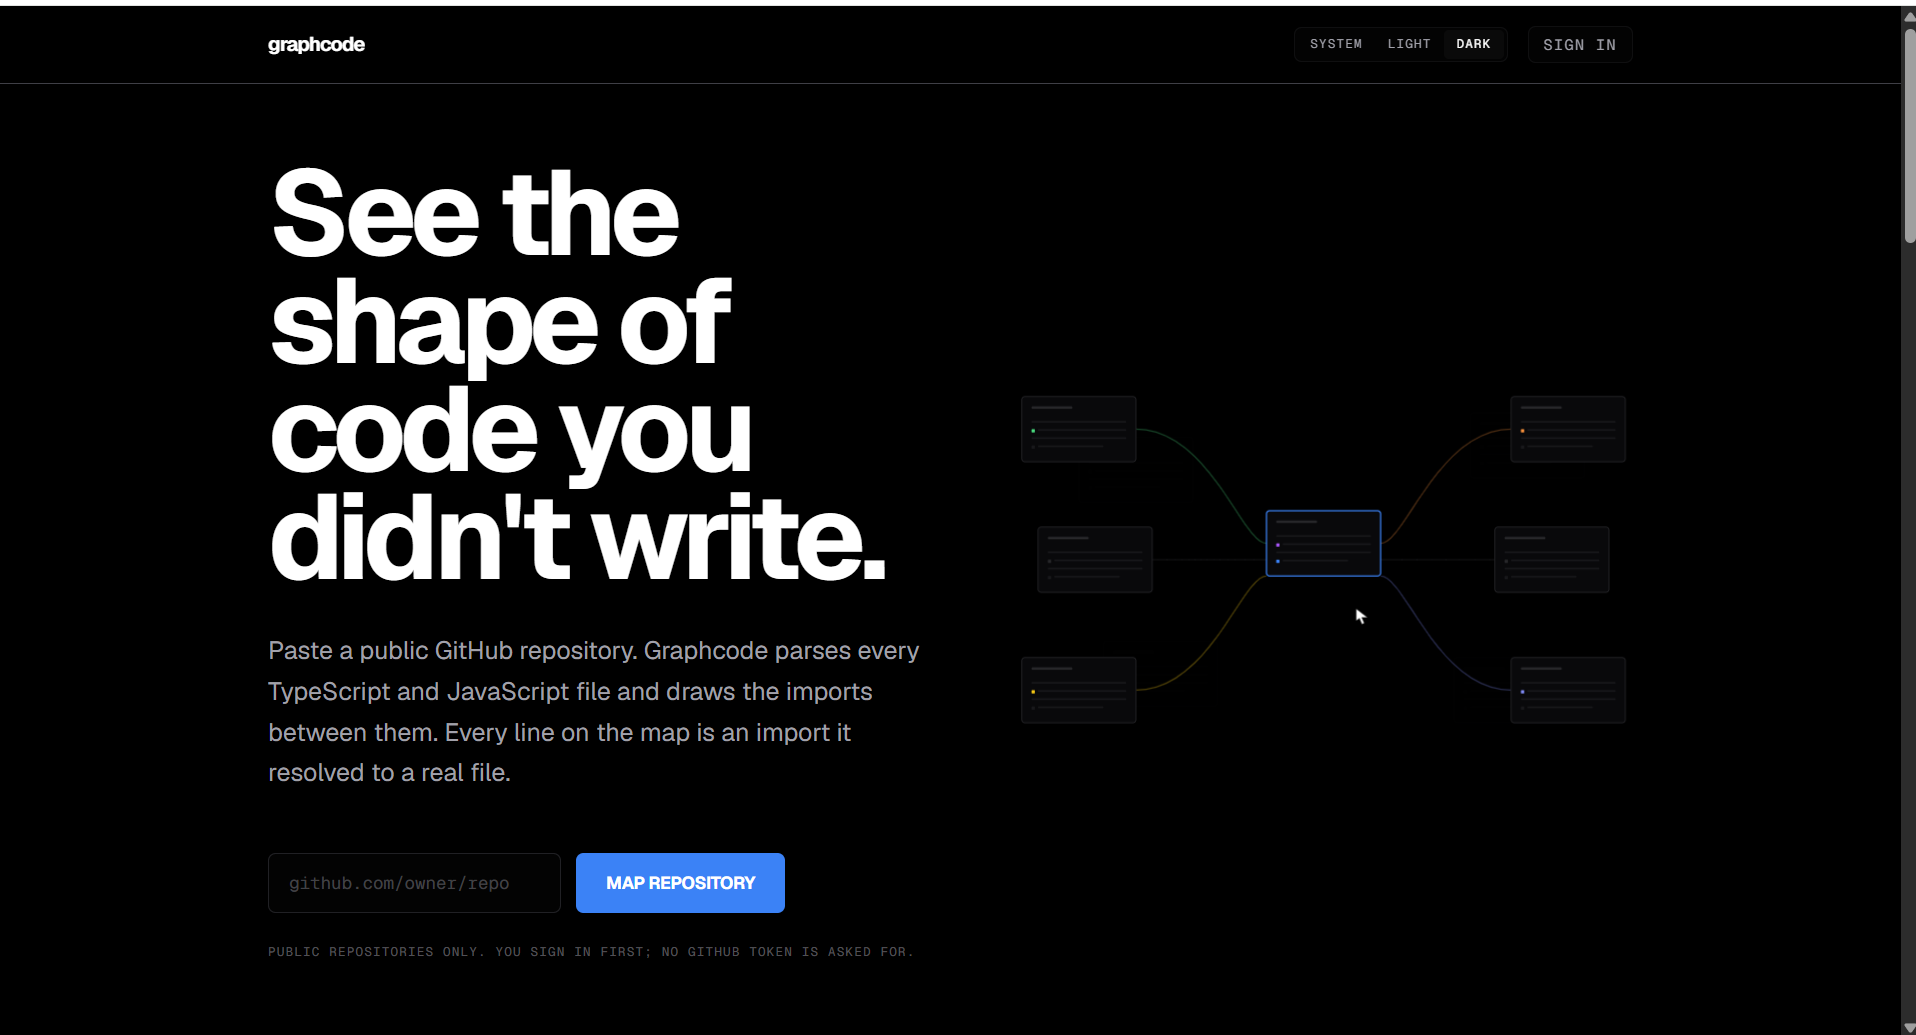 graphcode
SYSTEM LIGHT DARK SIGN IN
See the
shape of
code you
didn't write.
Paste a public GitHub repository. Graphcode parses every
TypeScript and JavaScript file and draws the imports
between them. Every line on the map is an import it
resolved to a real file.
github.com/owner/repo MAP REPOSITORY
PUBLIC REPOSITORIES ONLY. YOU SIGN IN FIRST; NO GITHUB TOKEN IS ASKED FOR.